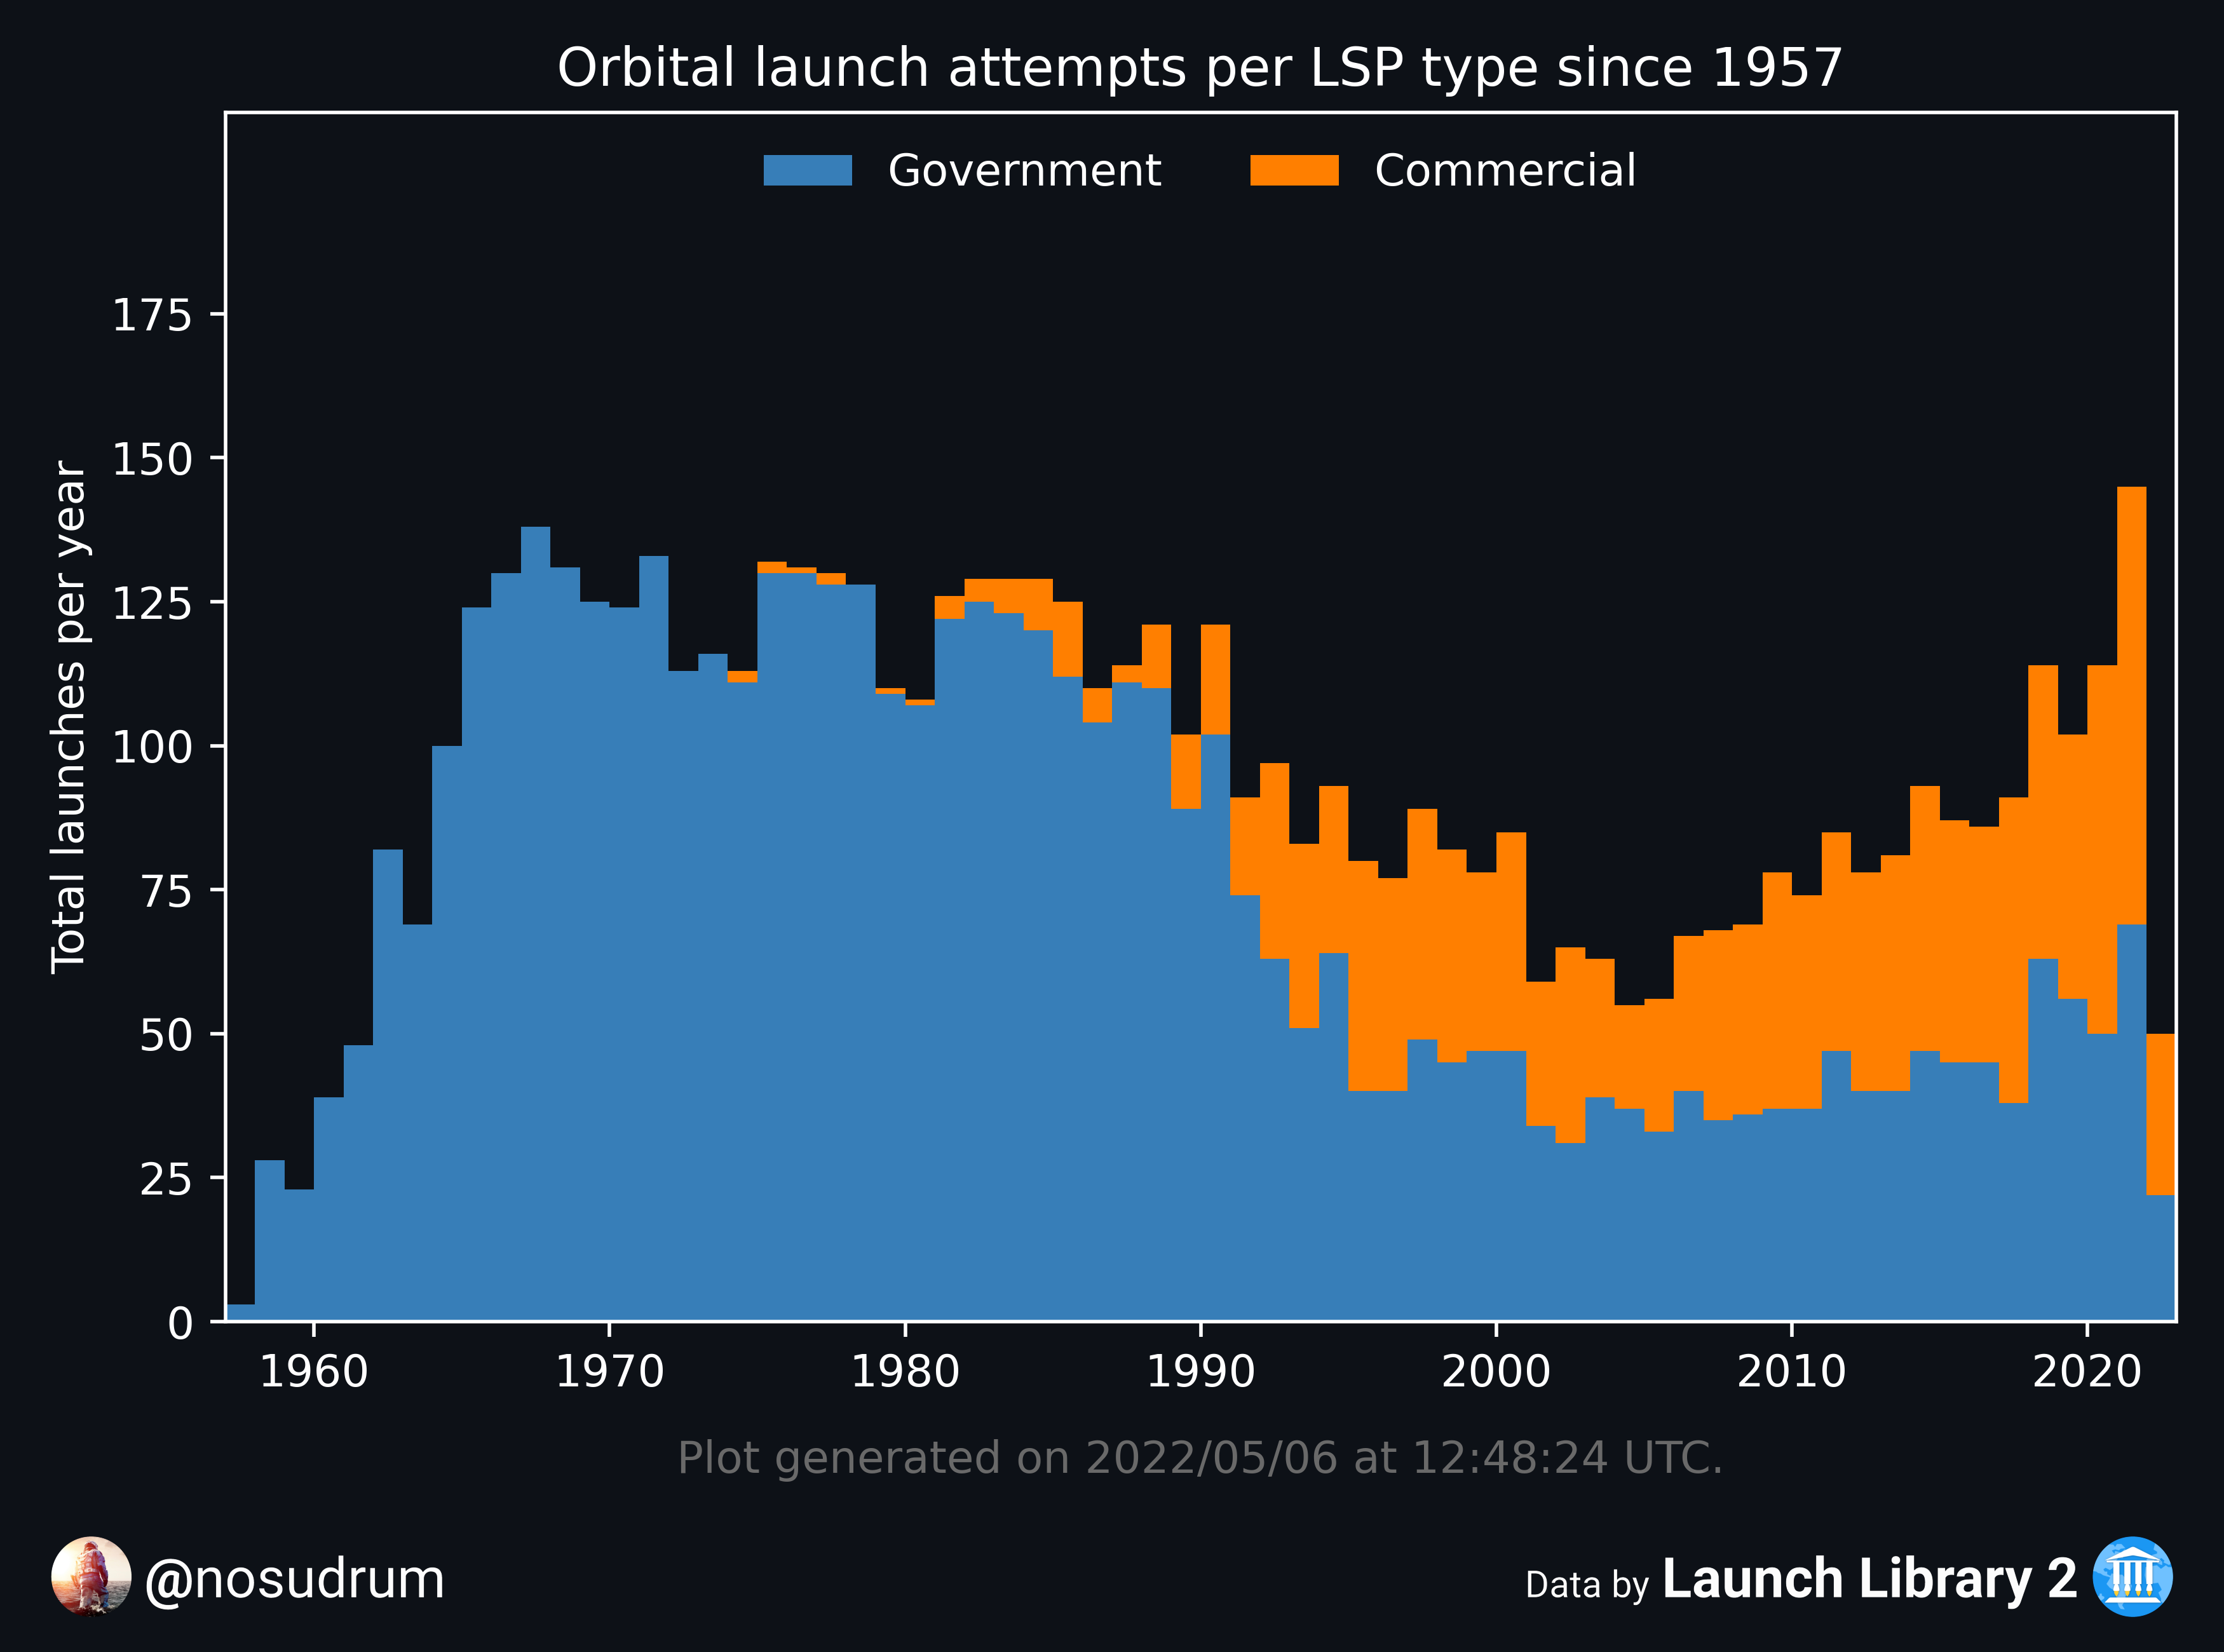 Orbital launch attempts per LSP type since 1957
Government Commercial
Total launches per year
175
150
125
100
75
50
25
0
1960 1970 1980 1990 2000 2010 2020
Plot generated on 2022/05/06 at 12:48:24 UTC.
@nosudrum
Data by Launch Library 2